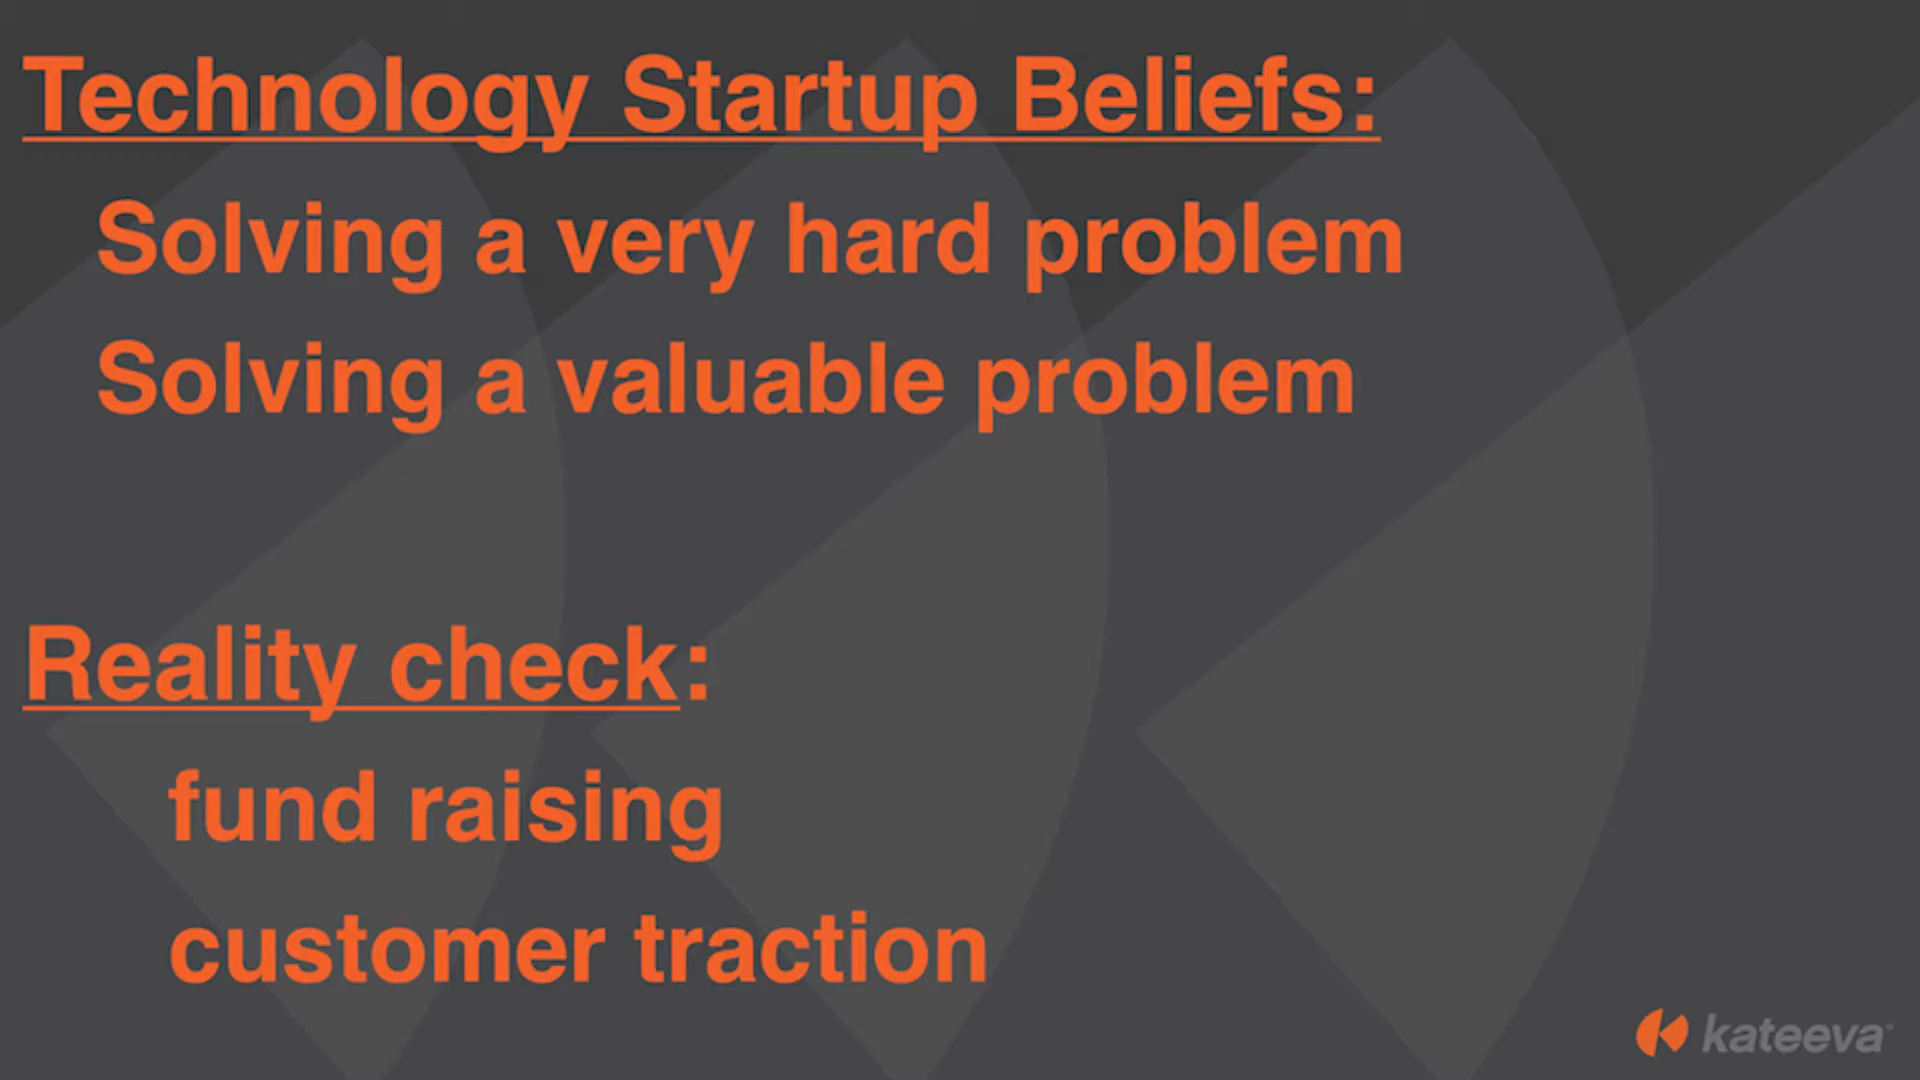 Technology Startup Beliefs:
Solving a very hard problem
Solving a valuable problem
Reality check:
fund raising
customer traction
kateeva